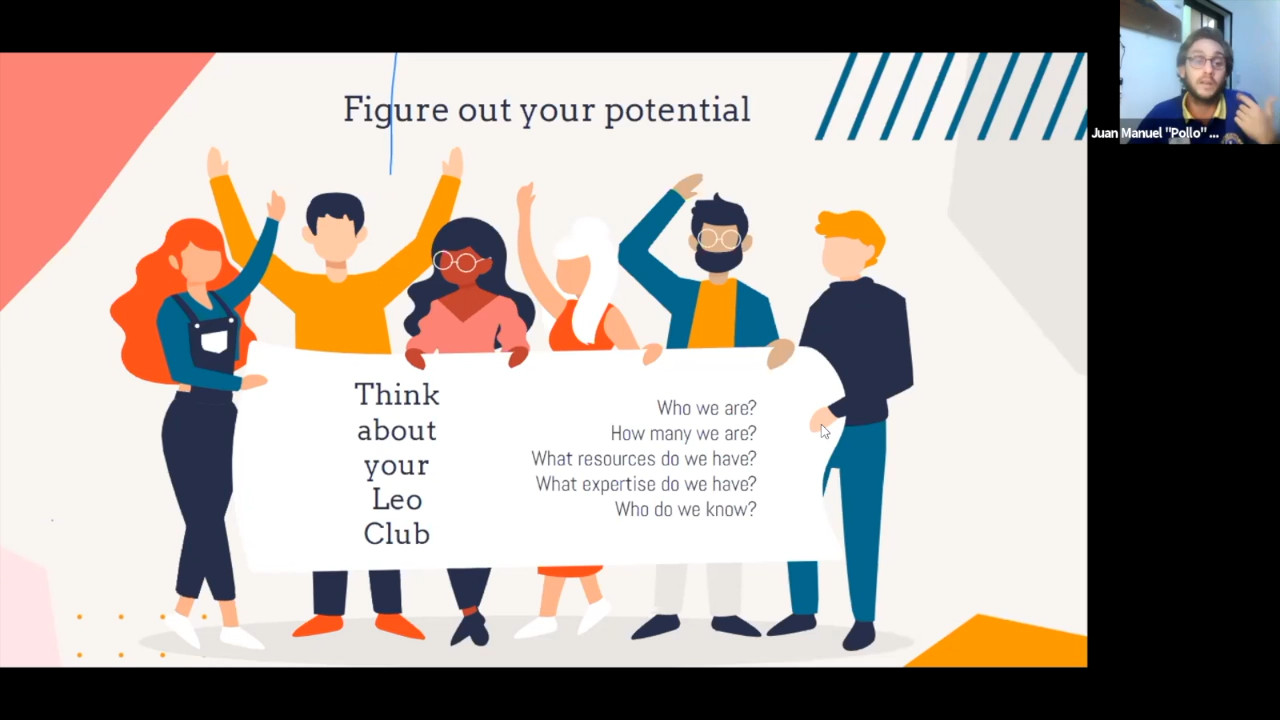 Figure out your potential
Think
about
your
Leo
Club
Who we are?
How many we are?
What resources do we have?
What expertise do we have?
Who do we know?
Juan Manuel "Pollo" ...